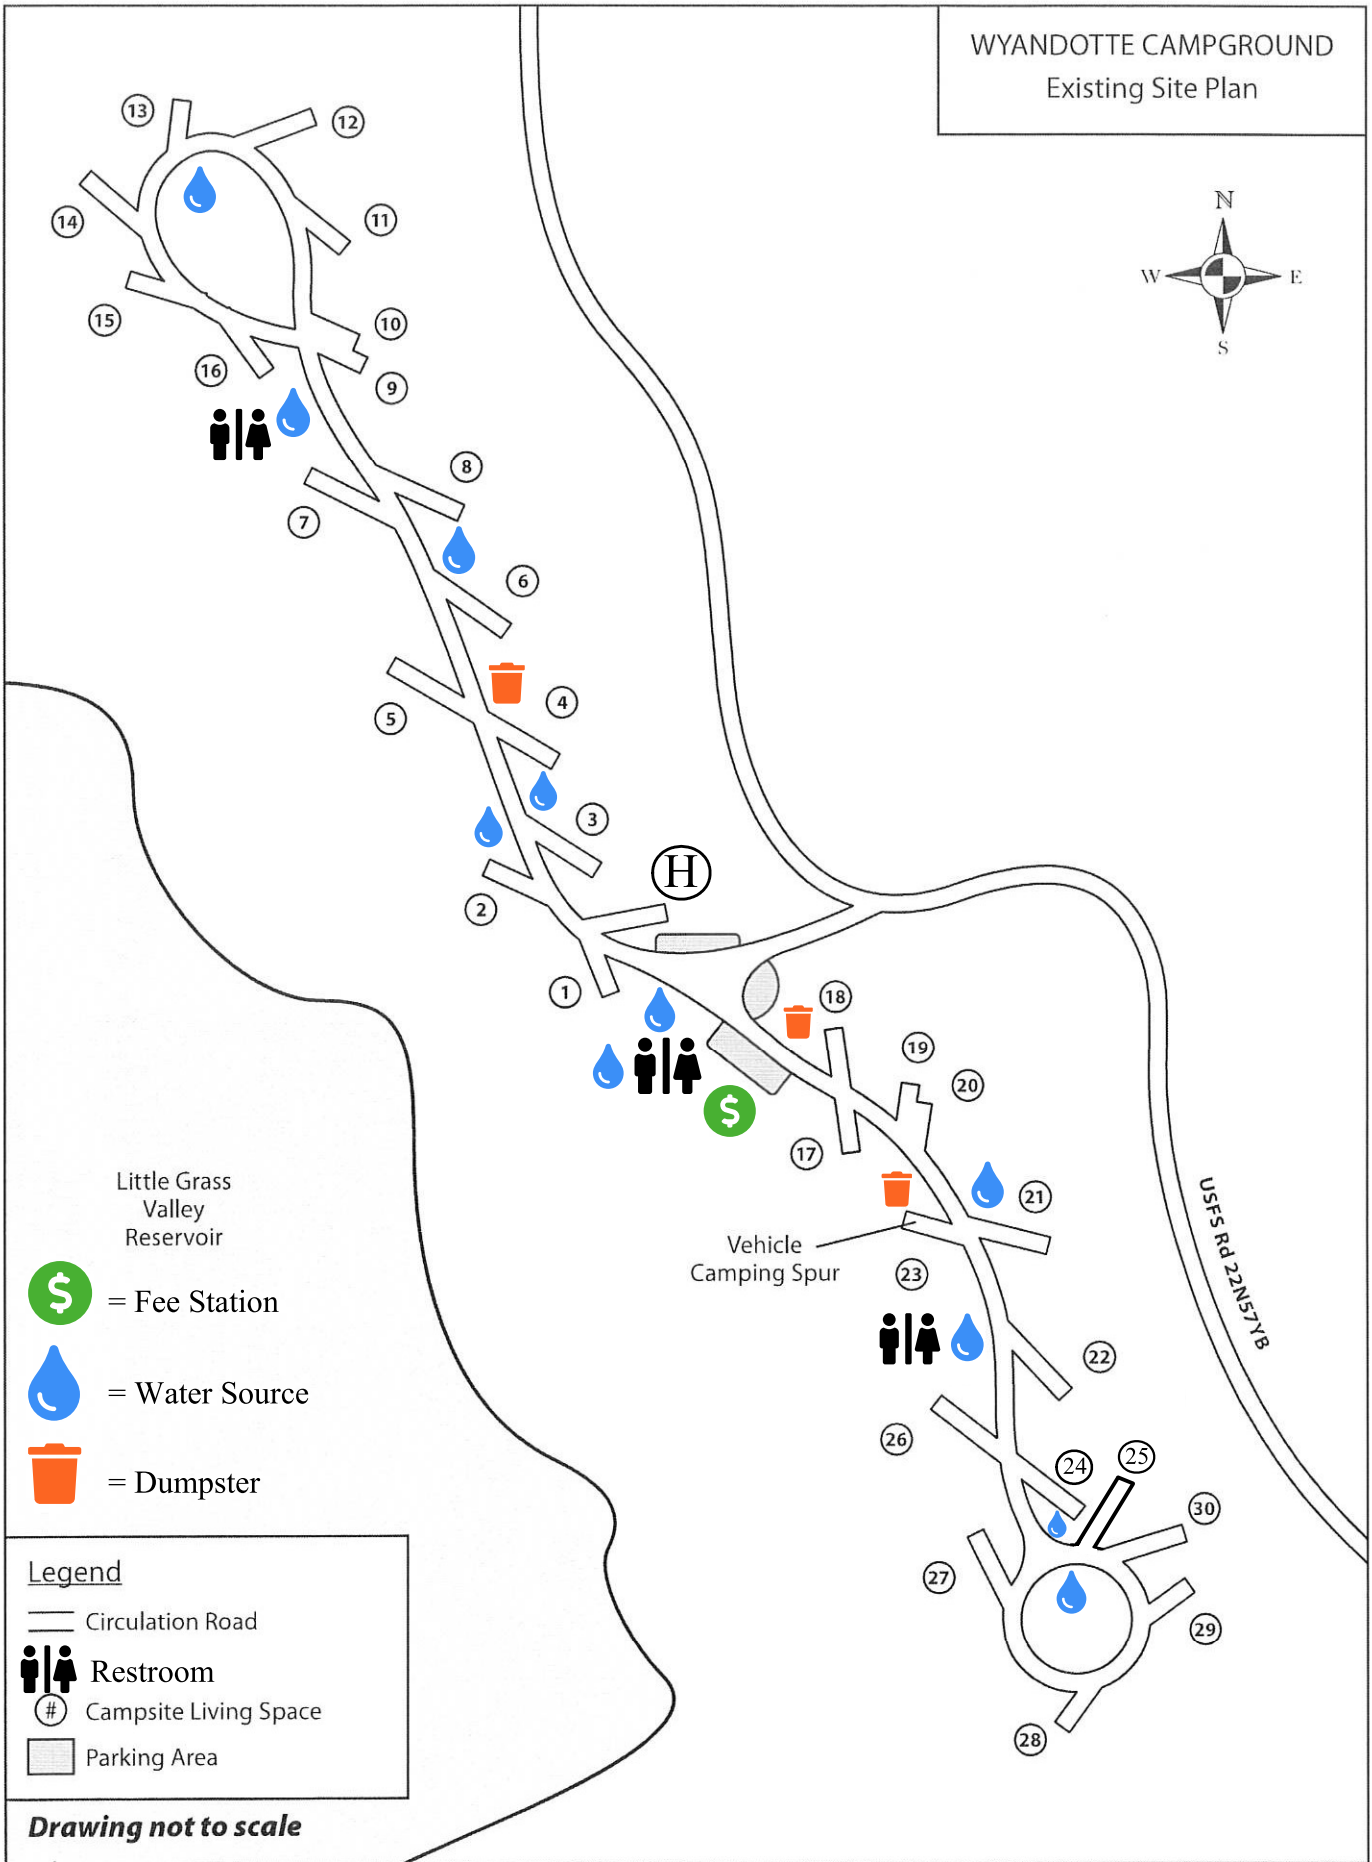 WYANDOTTE CAMPGROUND
Existing Site Plan
N
W E
S
13
12
14
11
15
10
16
9
8
7
6
4
5
3
H
2
1
18
19
20
17
21
Vehicle
Camping Spur
23
22
26
24
25
30
27
29
28
USFS Rd 22N57YB
Little Grass
Valley
Reservoir
$
$ = Fee Station
= Water Source
= Dumpster
Legend
Circulation Road
Restroom
# Campsite Living Space
Parking Area
Drawing not to scale